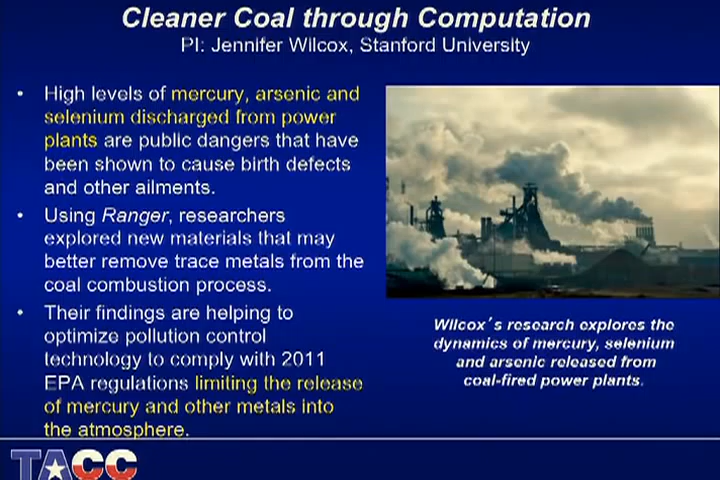 Cleaner Coal through Computation
PI: Jennifer Wilcox, Stanford University
• High levels of mercury, arsenic and
selenium discharged from power
plants are public dangers that have
been shown to cause birth defects
and other ailments.
• Using Ranger, researchers
explored new materials that may
better remove trace metals from the
coal combustion process.
• Their findings are helping to
optimize pollution control
technology to comply with 2011
EPA regulations limiting the release
of mercury and other metals into
the atmosphere.
Wilcox´s research explores the
dynamics of mercury, selenium
and arsenic released from
coal-fired power plants.
TACC